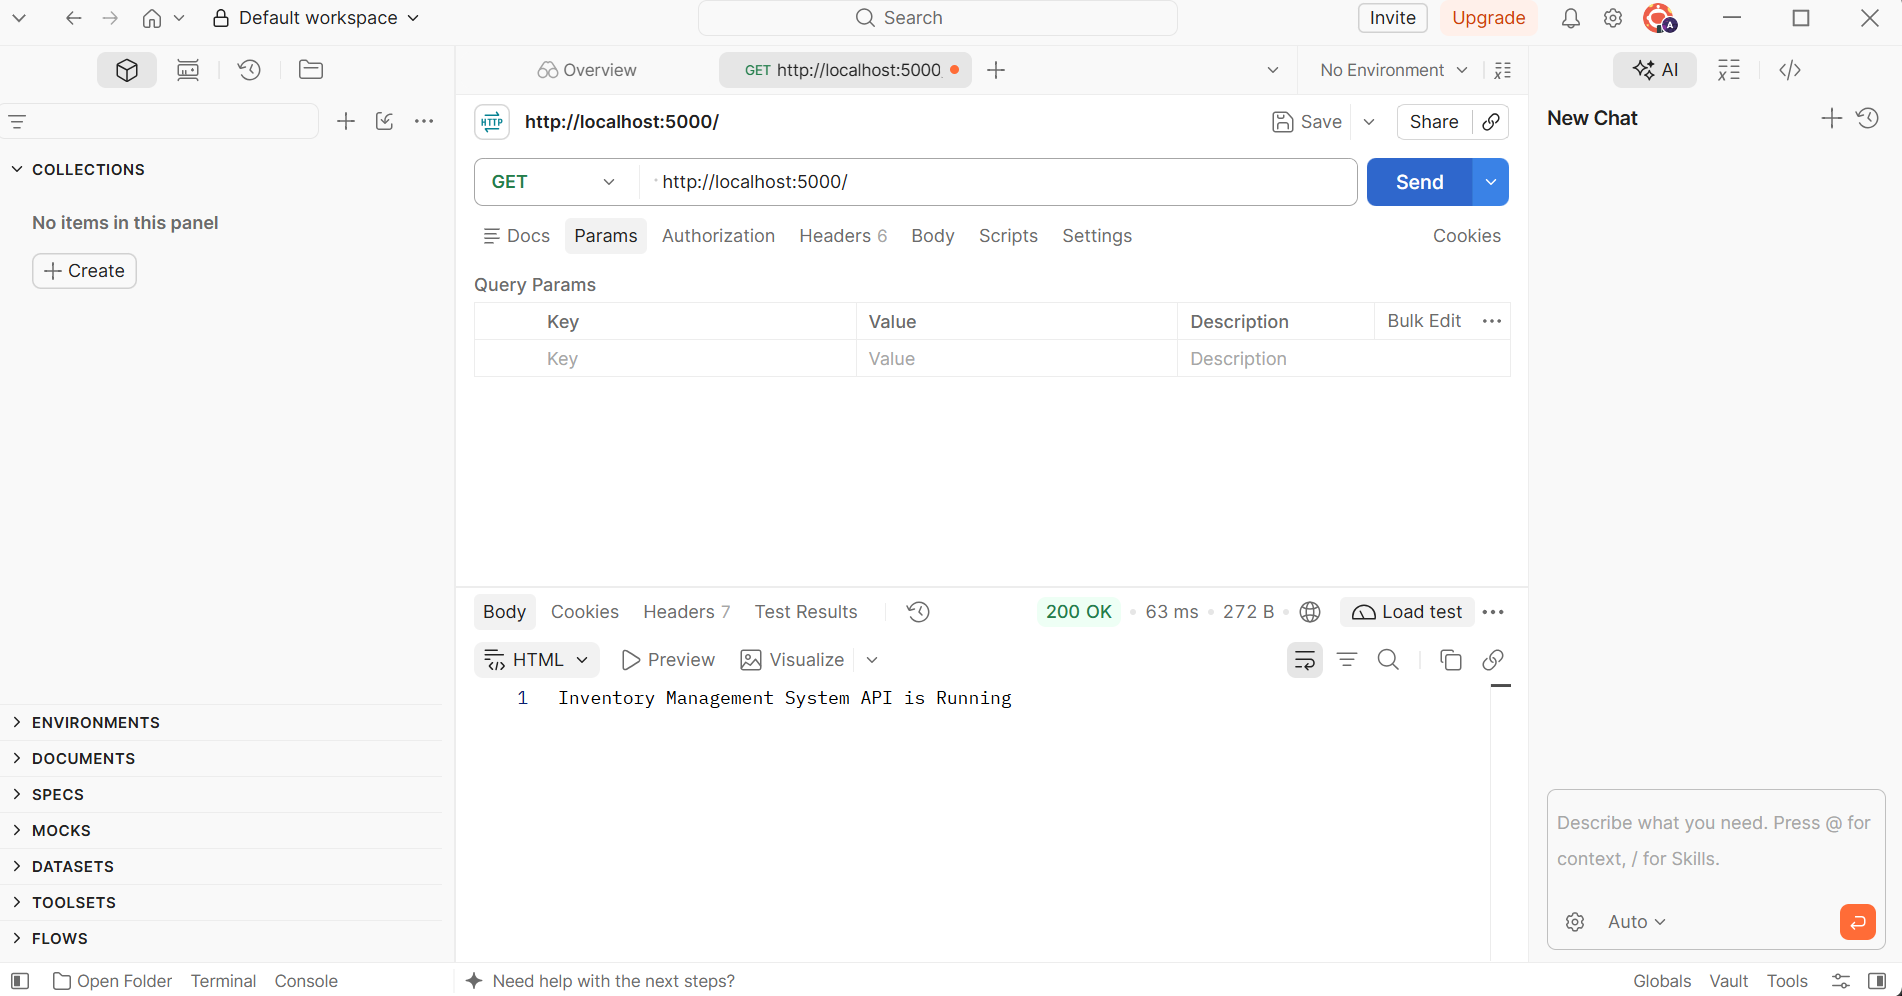 Default workspace
Search
Invite
Upgrade
A
Overview
GET http://localhost:5000
No Environment
AI
HTTP http://localhost:5000/
Save
Share
New Chat
COLLECTIONS
GET http://localhost:5000/
Send
No items in this panel
Docs Params Authorization Headers 6 Body Scripts Settings Cookies
Create
Query Params
Key Value Description Bulk Edit
Key Value Description
Body Cookies Headers 7 Test Results 200 OK • 63 ms • 272 B • Load test
HTML Preview Visualize
1 Inventory Management System API is Running
ENVIRONMENTS
DOCUMENTS
SPECS
MOCKS
DATASETS
TOOLSETS
FLOWS
Describe what you need. Press @ for
context, / for Skills.
Auto
Open Folder Terminal Console
Need help with the next steps?
Globals Vault Tools